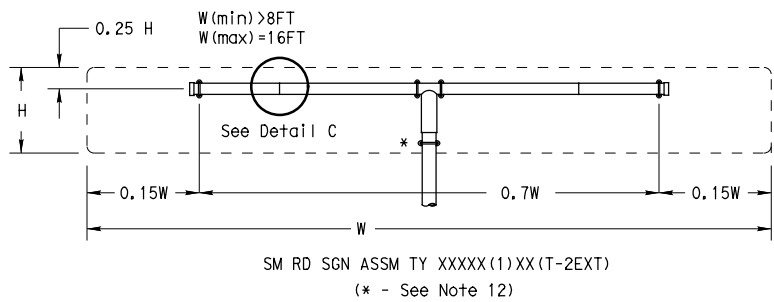 0.25 H
W(min)>8FT
W(max)=16FT
H
See Detail C
*
0.15W
0.7W
0.15W
W
SM RD SGN ASSM TY XXXXX(1)XX(T-2EXT)
(* - See Note 12)